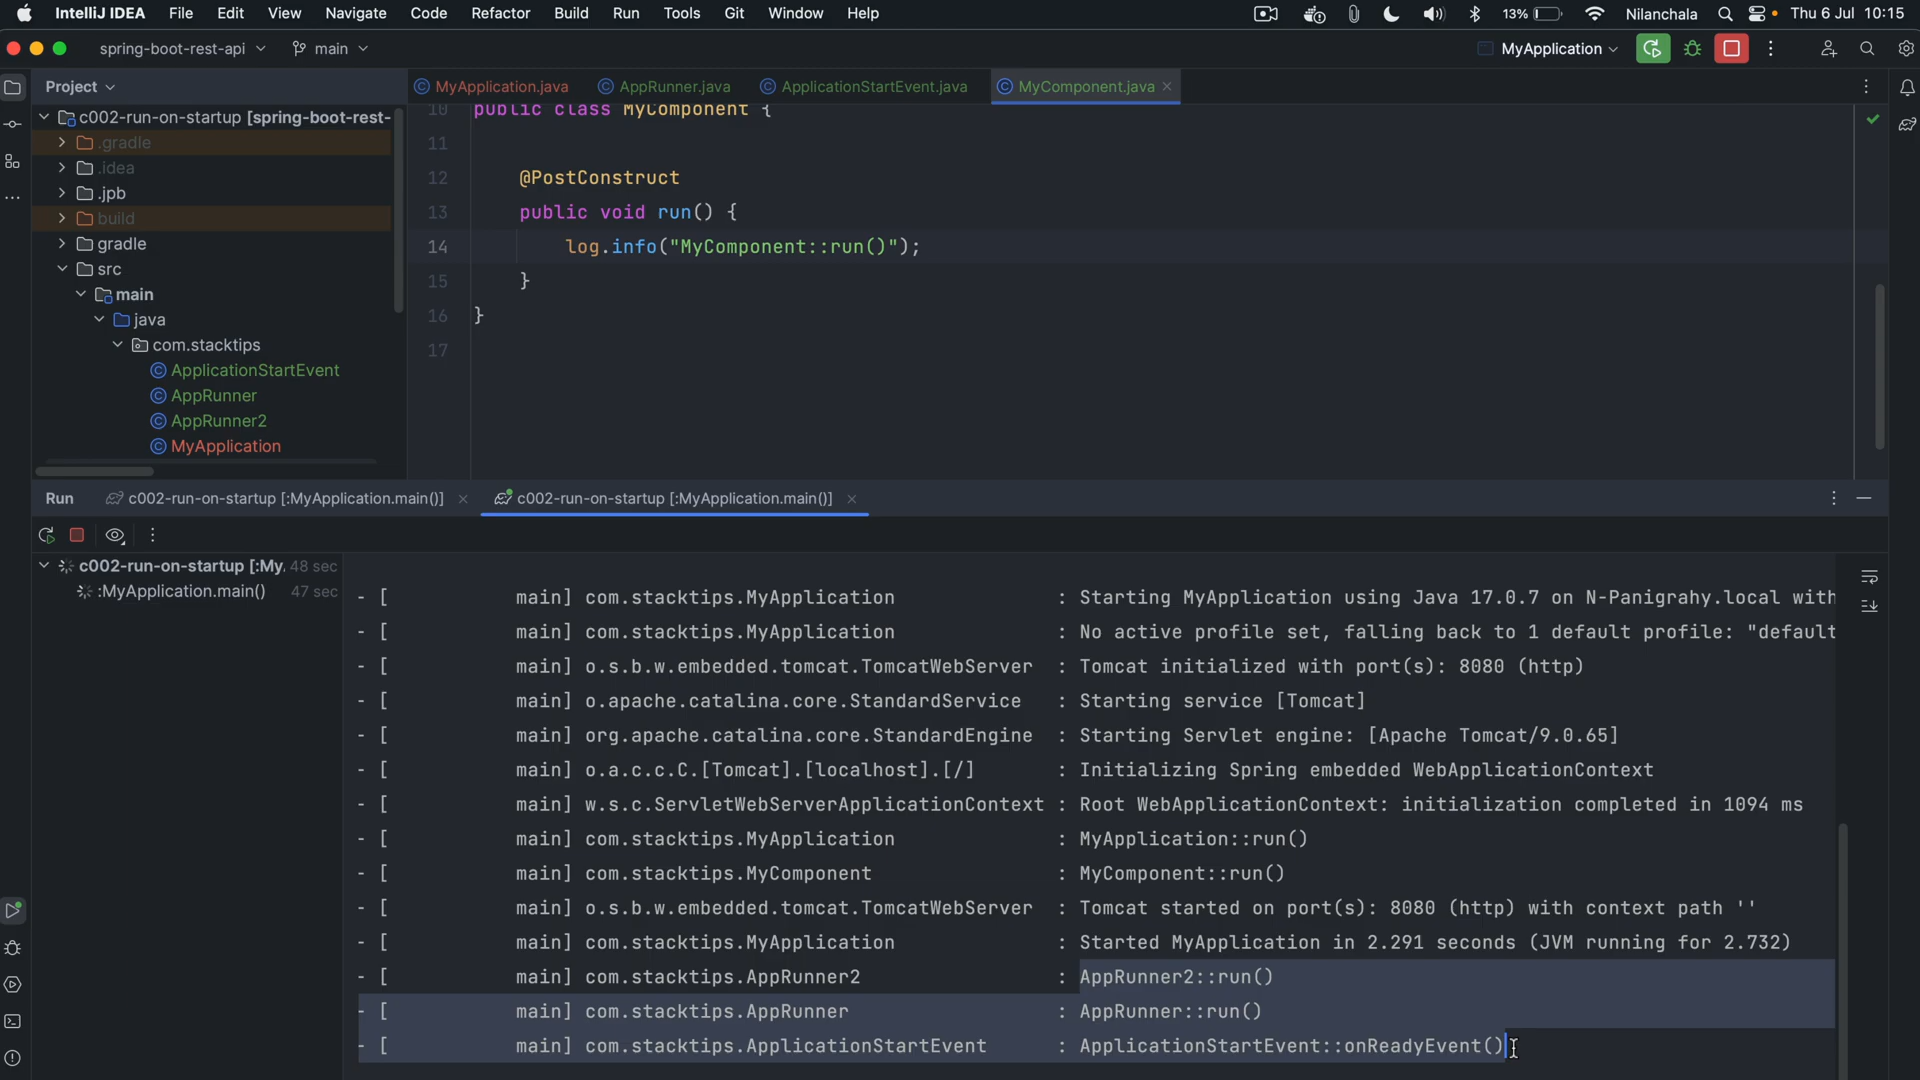 IntelliJ IDEA File Edit View Navigate Code Refactor Build Run Tools Git Window Help 13% Nilanchala Thu 6 Jul 10:15
spring-boot-rest-api main MyApplication
Project MyApplication.java AppRunner.java ApplicationStartEvent.java MyComponent.java
c002-run-on-startup [spring-boot-rest-
.gradle
.idea
.jpb
build
gradle
src
main
java
com.stacktips
ApplicationStartEvent
AppRunner
AppRunner2
MyApplication
10 public class MyComponent {
11
12 @PostConstruct
13 public void run() {
14 log.info("MyComponent::run()");
15 }
16 }
17
Run c002-run-on-startup [:MyApplication.main()] c002-run-on-startup [:MyApplication.main()]
c002-run-on-startup [:My. 48 sec
:MyApplication.main() 47 sec
- [ main] com.stacktips.MyApplication : Starting MyApplication using Java 17.0.7 on N-Panigrahy.local with
- [ main] com.stacktips.MyApplication : No active profile set, falling back to 1 default profile: "default
- [ main] o.s.b.w.embedded.tomcat.TomcatWebServer : Tomcat initialized with port(s): 8080 (http)
- [ main] o.apache.catalina.core.StandardService : Starting service [Tomcat]
- [ main] org.apache.catalina.core.StandardEngine : Starting Servlet engine: [Apache Tomcat/9.0.65]
- [ main] o.a.c.c.C.[Tomcat].[localhost].[/] : Initializing Spring embedded WebApplicationContext
- [ main] w.s.c.ServletWebServerApplicationContext : Root WebApplicationContext: initialization completed in 1094 ms
- [ main] com.stacktips.MyApplication : MyApplication::run()
- [ main] com.stacktips.MyComponent : MyComponent::run()
- [ main] o.s.b.w.embedded.tomcat.TomcatWebServer : Tomcat started on port(s): 8080 (http) with context path ''
- [ main] com.stacktips.MyApplication : Started MyApplication in 2.291 seconds (JVM running for 2.732)
- [ main] com.stacktips.AppRunner2 : AppRunner2::run()
- [ main] com.stacktips.AppRunner : AppRunner::run()
- [ main] com.stacktips.ApplicationStartEvent : ApplicationStartEvent::onReadyEvent()